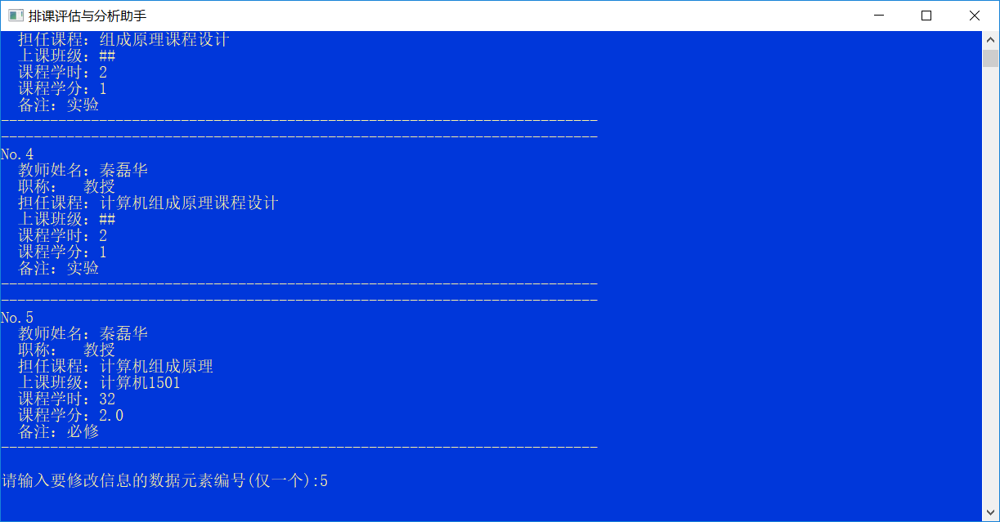 排课评估与分析助手
担任课程：组成原理课程设计
上课班级：##
课程学时：2
课程学分：1
备注：实验
-------------------------------------------------------------------------
-------------------------------------------------------------------------
No.4
教师姓名：秦磊华
职称：  教授
担任课程：计算机组成原理课程设计
上课班级：##
课程学时：2
课程学分：1
备注：实验
-------------------------------------------------------------------------
-------------------------------------------------------------------------
No.5
教师姓名：秦磊华
职称：  教授
担任课程：计算机组成原理
上课班级：计算机1501
课程学时：32
课程学分：2.0
备注：必修
-------------------------------------------------------------------------
请输入要修改信息的数据元素编号(仅一个):5